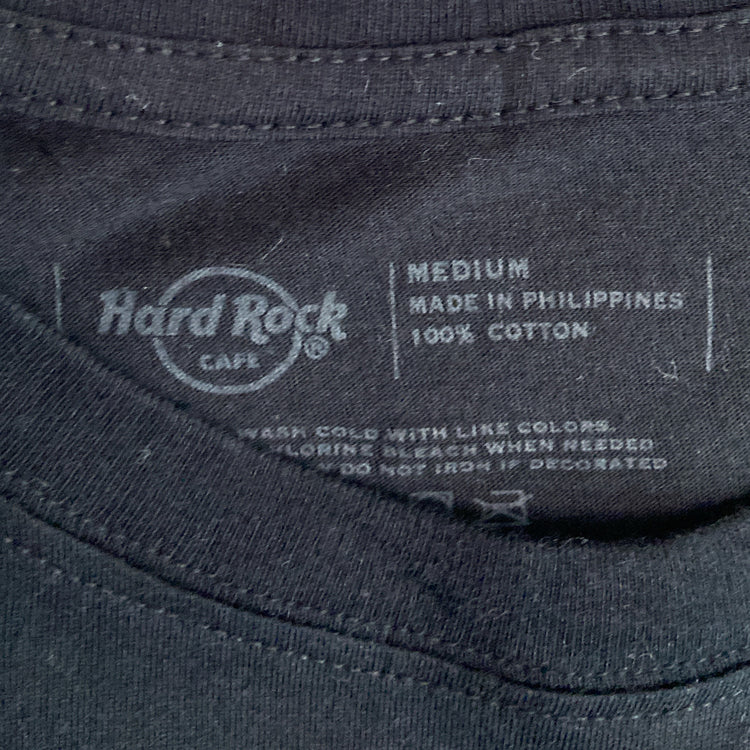 Hard Rock
CAFE
®
MEDIUM
MADE IN PHILIPPINES
100% COTTON
WASH COLD WITH LIKE COLORS.
BLEACH WHEN NEEDED
DO NOT IRON IF DECORATED